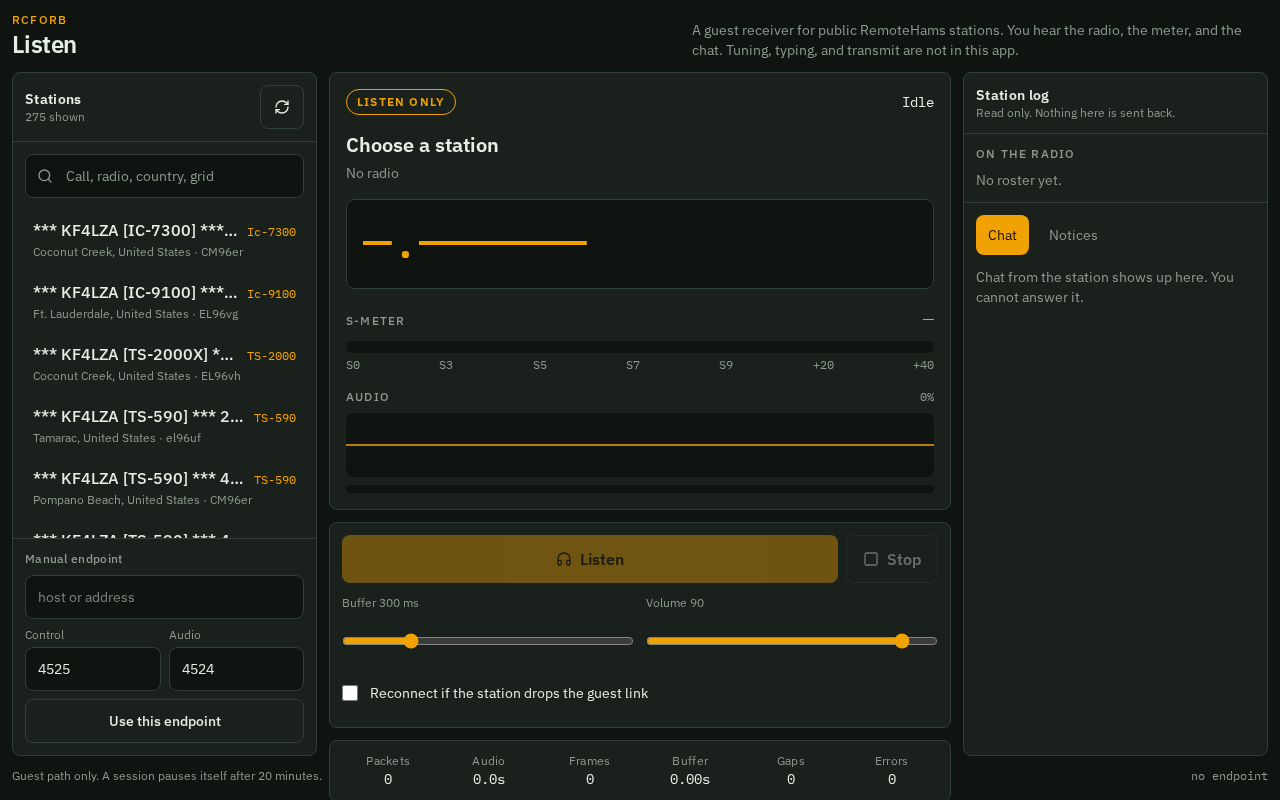 RCFORB
Listen
A guest receiver for public RemoteHams stations. You hear the radio, the meter, and the
chat. Tuning, typing, and transmit are not in this app.
Stations
275 shown
Call, radio, country, grid
*** KF4LZA [IC-7300] ***... Ic-7300
Coconut Creek, United States · CM96er
*** KF4LZA [IC-9100] ***... Ic-9100
Ft. Lauderdale, United States · EL96vg
*** KF4LZA [TS-2000X] *... TS-2000
Coconut Creek, United States · EL96vh
*** KF4LZA [TS-590] *** 2... TS-590
Tamarac, United States · el96uf
*** KF4LZA [TS-590] *** 4... TS-590
Pompano Beach, United States · CM96er
Manual endpoint
host or address
Control Audio
4525 4524
Use this endpoint
Guest path only. A session pauses itself after 20 minutes.
LISTEN ONLY Idle
Choose a station
No radio
—.—
S-METER —
S0 S3 S5 S7 S9 +20 +40
AUDIO 0%
Listen Stop
Buffer 300 ms Volume 90
Reconnect if the station drops the guest link
Packets Audio Frames Buffer Gaps Errors
0 0.0s 0 0.00s 0 0
Station log
Read only. Nothing here is sent back.
ON THE RADIO
No roster yet.
Chat Notices
Chat from the station shows up here. You
cannot answer it.
no endpoint